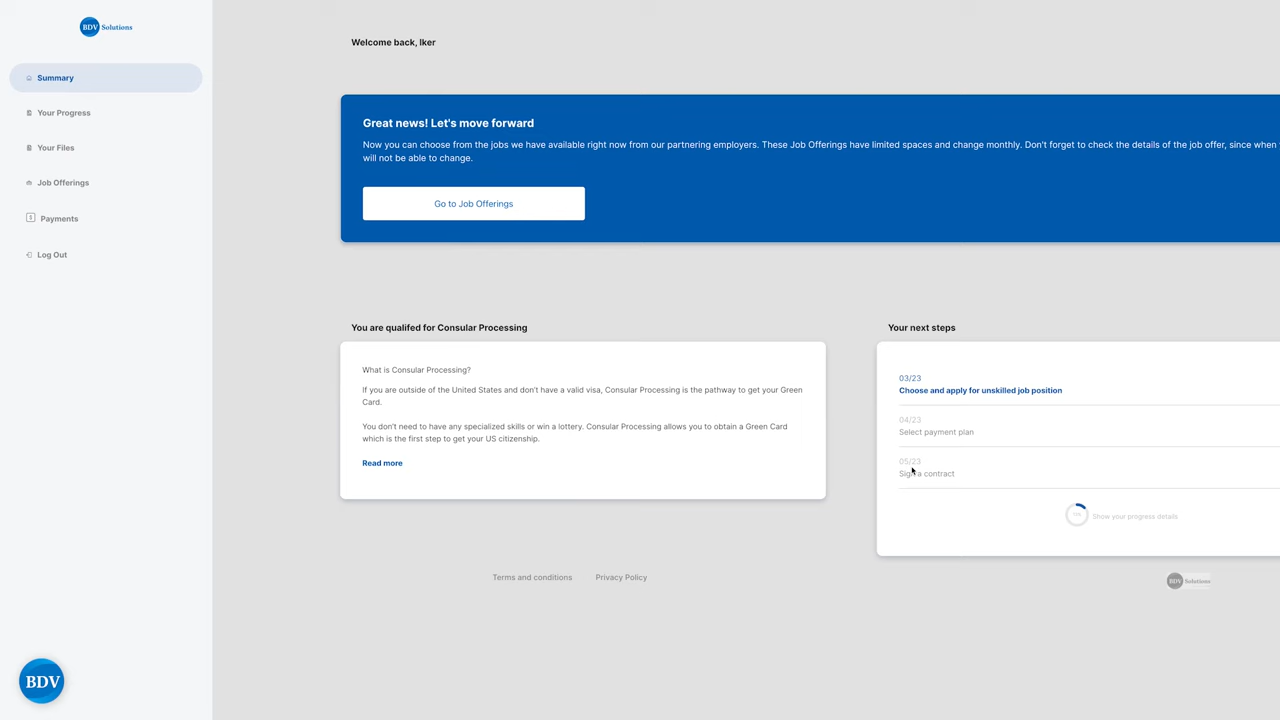 BDV Solutions
Summary
Your Progress
Your Files
Job Offerings
Payments
Log Out
BDV
Welcome back, Iker
Great news! Let's move forward
Now you can choose from the jobs we have available right now from our partnering employers. These Job Offerings have limited spaces and change monthly. Don't forget to check the details of the job offer, since when
will not be able to change.
Go to Job Offerings
You are qualifed for Consular Processing
What is Consular Processing?
If you are outside of the United States and don't have a valid visa, Consular Processing is the pathway to get your Green
Card.
You don't need to have any specialized skills or win a lottery. Consular Processing allows you to obtain a Green Card
which is the first step to get your US citizenship.
Read more
Your next steps
03/23
Choose and apply for unskilled job position
04/23
Select payment plan
05/23
Sign a contract
Show your progress details
Terms and conditions
Privacy Policy
BDV Solutions